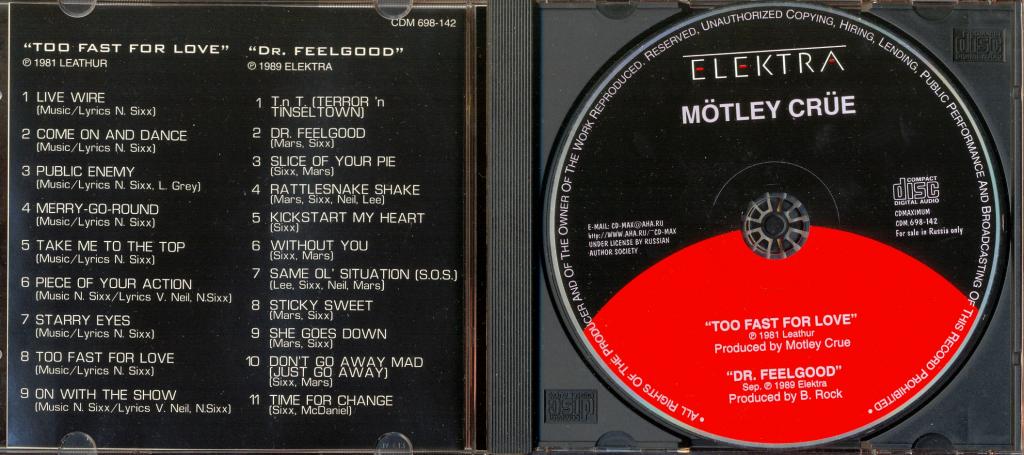 CDM 698-142
“TOO FAST FOR LOVE”
℗ 1981 LEATHUR
1 LIVE WIRE
(Music/Lyrics N. Sixx)
2 COME ON AND DANCE
(Music/Lyrics N. Sixx)
3 PUBLIC ENEMY
(Music/Lyrics N. Sixx, L. Grey)
4 MERRY-GO-ROUND
(Music/Lyrics N. Sixx)
5 TAKE ME TO THE TOP
(Music/Lyrics N. Sixx)
6 PIECE OF YOUR ACTION
(Music N. Sixx/Lyrics V. Neil, N.Sixx)
7 STARRY EYES
(Music/Lyrics N. Sixx)
8 TOO FAST FOR LOVE
(Music/Lyrics N. Sixx)
9 ON WITH THE SHOW
(Music N. Sixx/Lyrics V. Neil, N.Sixx)
“DR. FEELGOOD”
℗ 1989 ELEKTRA
1 T.n T. (TERROR 'n
TINSELTOWN)
2 DR. FEELGOOD
(Mars, Sixx)
3 SLICE OF YOUR PIE
(Sixx, Mars)
4 RATTLESNAKE SHAKE
(Mars, Sixx, Neil, Lee)
5 KICKSTART MY HEART
(Sixx)
6 WITHOUT YOU
(Sixx, Mars)
7 SAME OL' SITUATION (S.O.S.)
(Lee, Sixx, Neil, Mars)
8 STICKY SWEET
(Mars, Sixx)
9 SHE GOES DOWN
(Mars, Sixx)
10 DON'T GO AWAY MAD
(JUST GO AWAY)
(Sixx, Mars)
11 TIME FOR CHANGE
(Sixx, McDaniel)
• ALL RIGHTS OF THE PRODUCER AND OF THE OWNER OF THE WORK REPRODUCED RESERVED, UNAUTHORIZED COPYING, HIRING, LENDING, PUBLIC PERFORMANCE AND BROADCASTING OF THIS RECORD PROHIBITED •
ELEKTRA
MÖTLEY CRÜE
E-MAIL: CD-MAX@AHA.RU
http://WWW.AHA.RU/~CD-MAX
UNDER LICENSE BY RUSSIAN
AUTHOR SOCIETY
COMPACT
disc
DIGITAL AUDIO
CDMAXIMUM
CDM 698-142
For sale in Russia only
“TOO FAST FOR LOVE”
℗ 1981 Leathur
Produced by Motley Crue
“DR. FEELGOOD”
Sep. ℗ 1989 Elektra
Produced by B. Rock